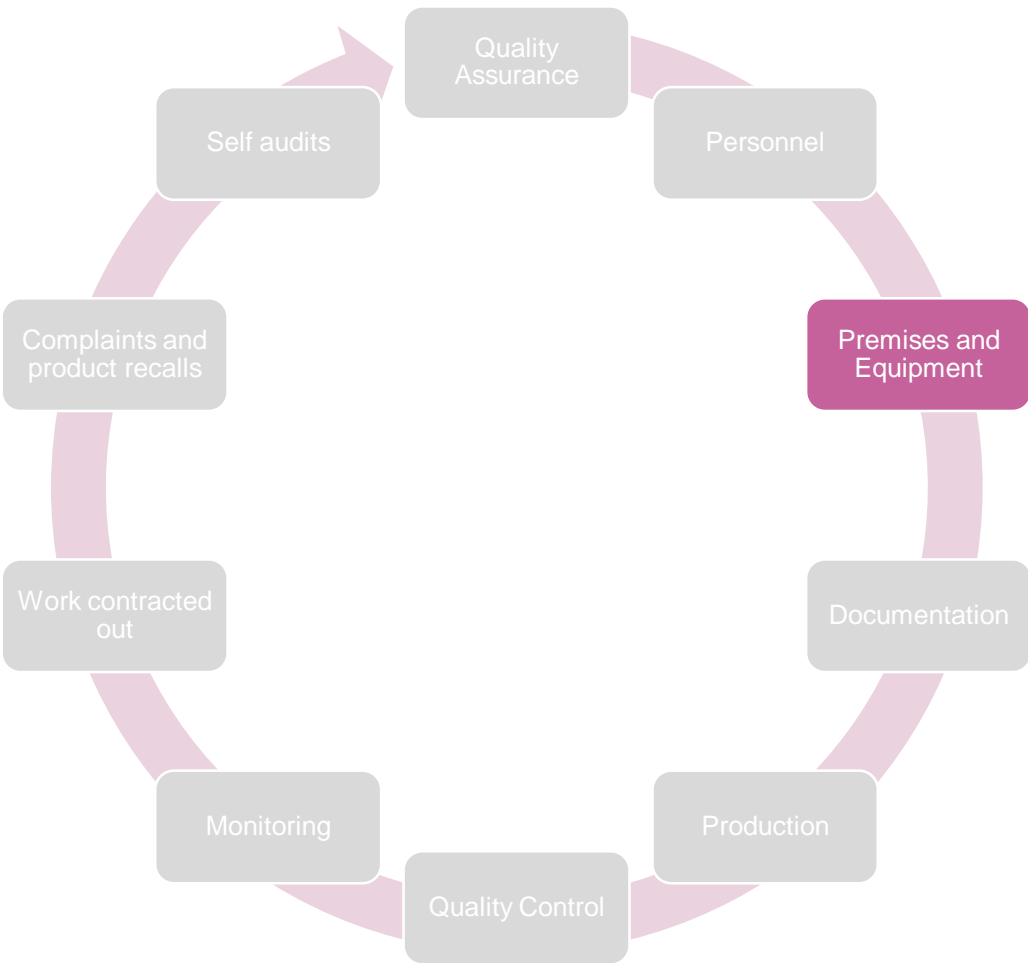 Quality
Assurance
Personnel
Premises and
Equipment
Documentation
Production
Quality Control
Monitoring
Work contracted
out
Complaints and
product recalls
Self audits